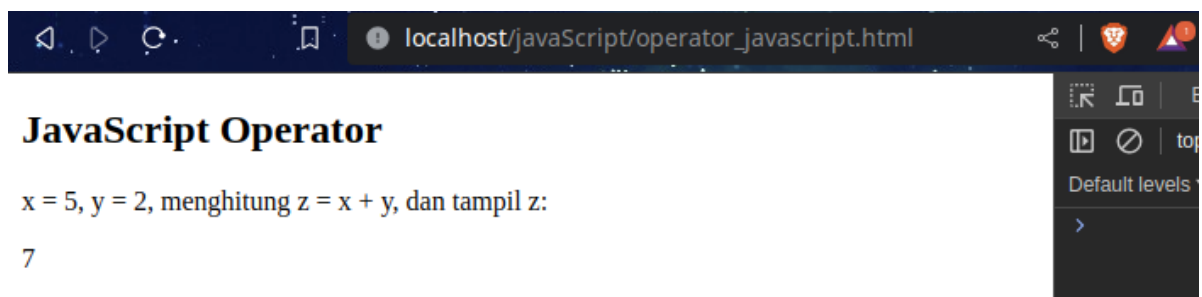 localhost/javaScript/operator_javascript.html
JavaScript Operator
x = 5, y = 2, menghitung z = x + y, dan tampil z:
7
top
Default levels